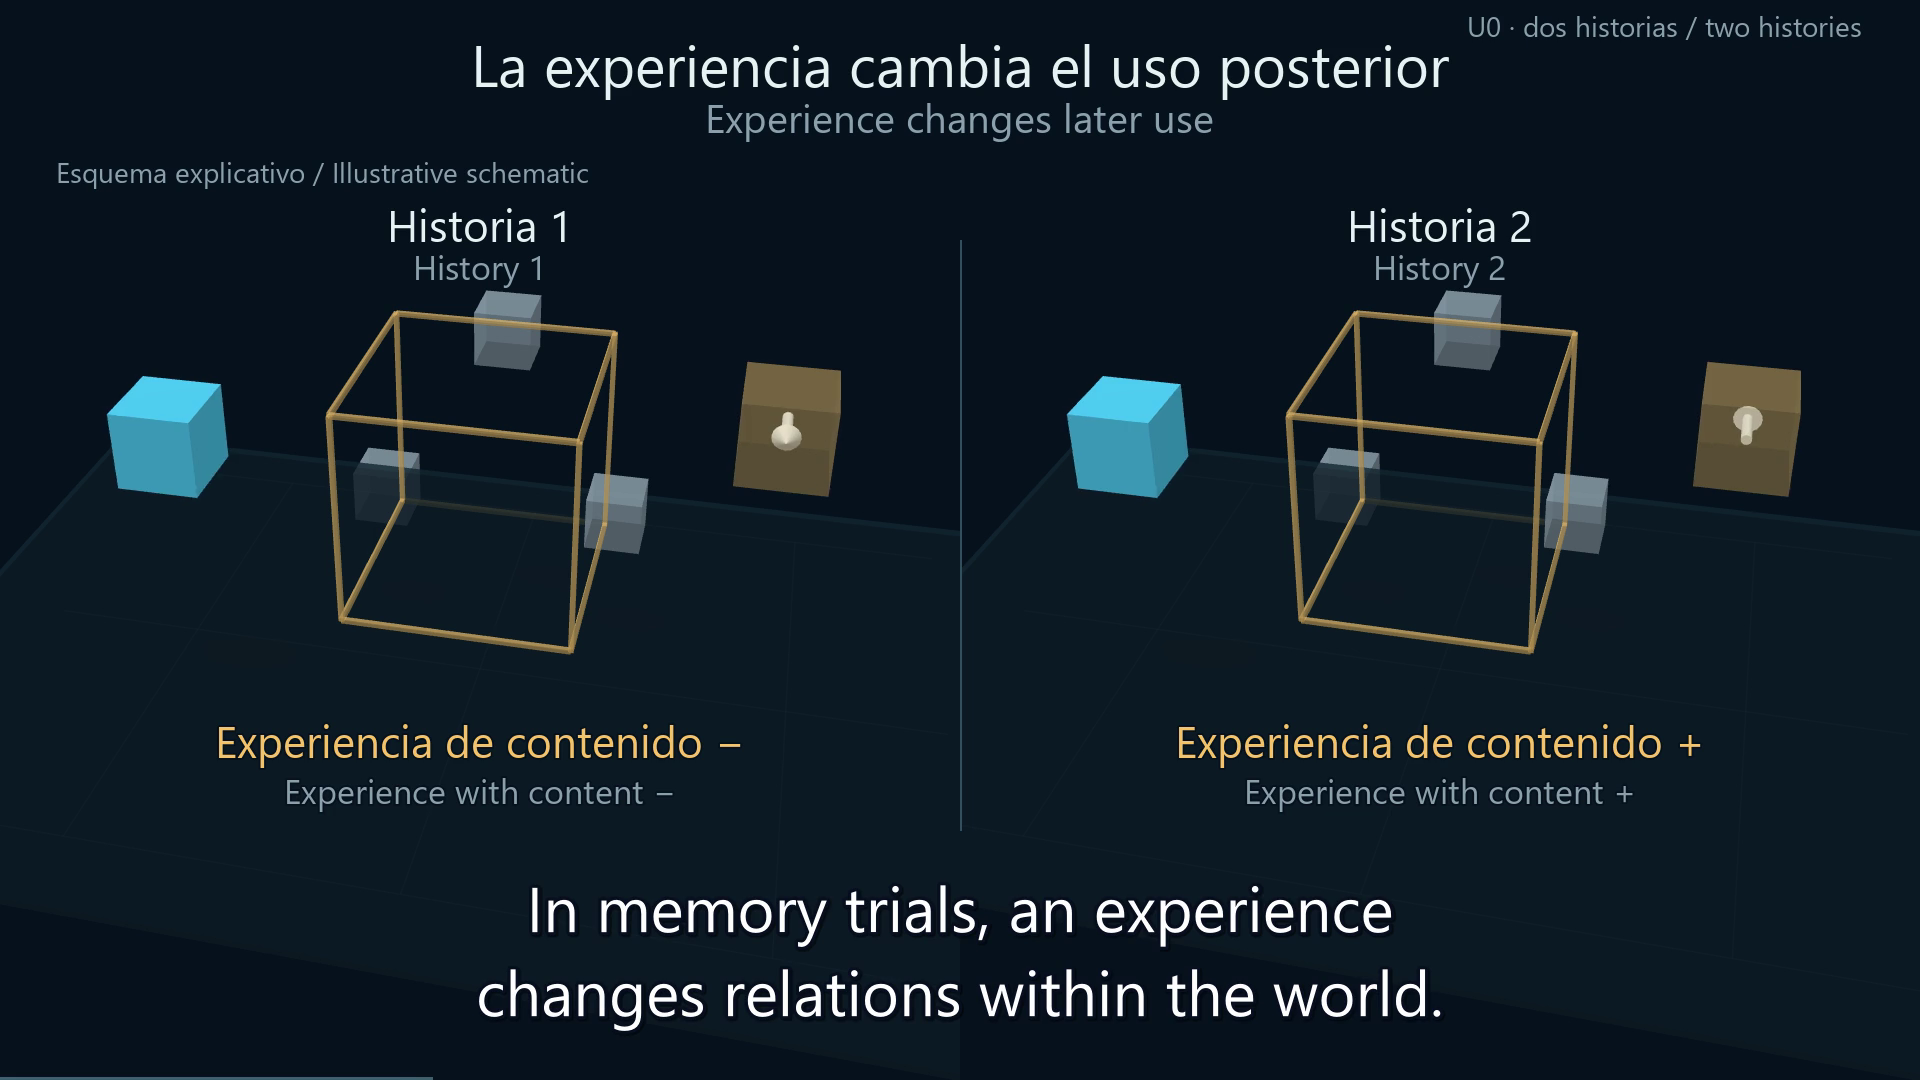 U0 · dos historias / two histories
La experiencia cambia el uso posterior
Experience changes later use
Esquema explicativo / Illustrative schematic
Historia 1
History 1
Historia 2
History 2
Experiencia de contenido −
Experience with content −
Experiencia de contenido +
Experience with content +
In memory trials, an experience
changes relations within the world.